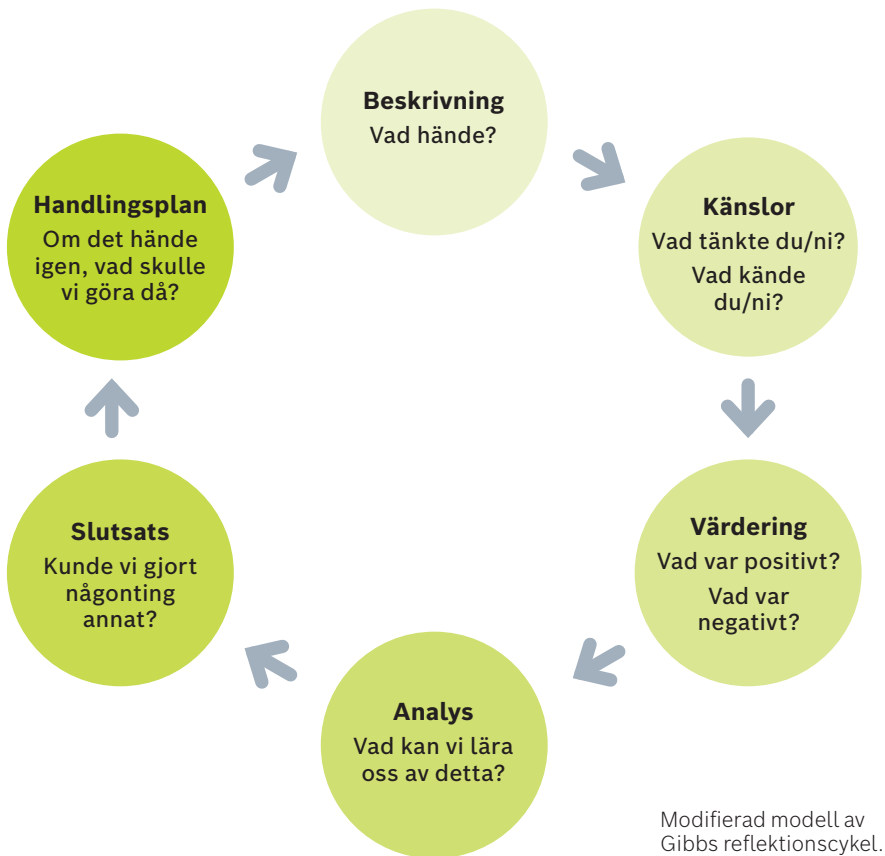 Beskrivning
Vad hände?
Känslor
Vad tänkte du/ni?
Vad kände
du/ni?
Värdering
Vad var positivt?
Vad var
negativt?
Analys
Vad kan vi lära
oss av detta?
Slutsats
Kunde vi gjort
någonting
annat?
Handlingsplan
Om det hände
igen, vad skulle
vi göra då?
Modifierad modell av
Gibbs reflektionscykel.